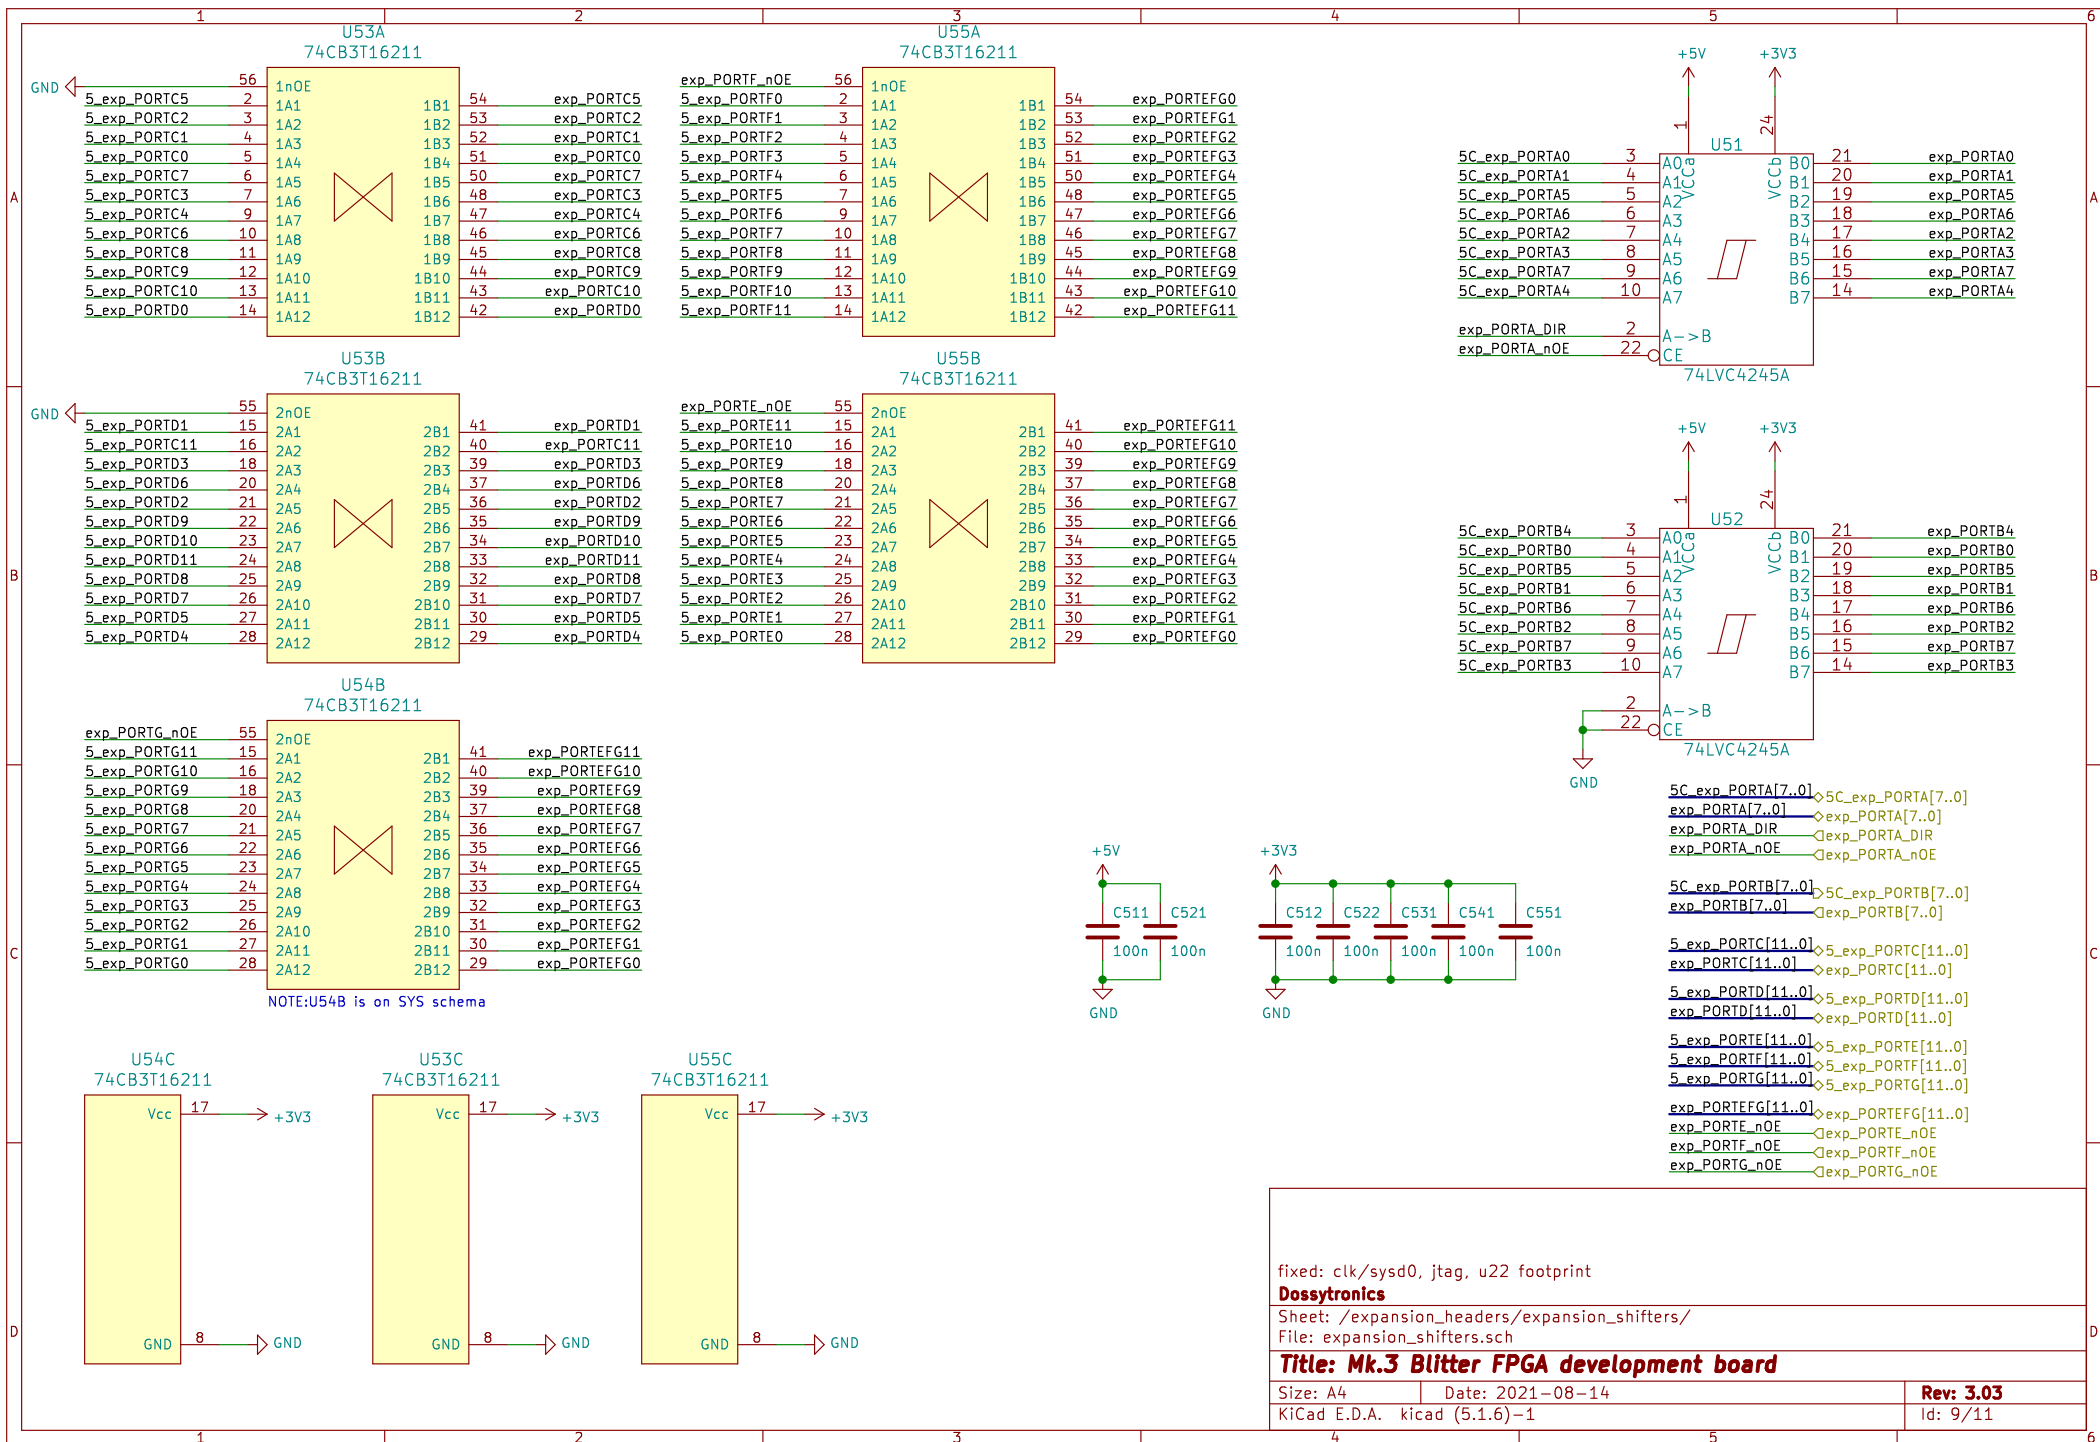 1 2 3 4 5 6
U53A
74CB3T16211
GND
56 1nOE
5_exp_PORTC5 2 1A1 1B1 54 exp_PORTC5
5_exp_PORTC2 3 1A2 1B2 53 exp_PORTC2
5_exp_PORTC1 4 1A3 1B3 52 exp_PORTC1
5_exp_PORTC0 5 1A4 1B4 51 exp_PORTC0
5_exp_PORTC7 6 1A5 1B5 50 exp_PORTC7
5_exp_PORTC3 7 1A6 1B6 48 exp_PORTC3
5_exp_PORTC4 9 1A7 1B7 47 exp_PORTC4
5_exp_PORTC6 10 1A8 1B8 46 exp_PORTC6
5_exp_PORTC8 11 1A9 1B9 45 exp_PORTC8
5_exp_PORTC9 12 1A10 1B10 44 exp_PORTC9
5_exp_PORTC10 13 1A11 1B11 43 exp_PORTC10
5_exp_PORTD0 14 1A12 1B12 42 exp_PORTD0
U55A
74CB3T16211
exp_PORTF_nOE 56 1nOE
5_exp_PORTF0 2 1A1 1B1 54 exp_PORTEFG0
5_exp_PORTF1 3 1A2 1B2 53 exp_PORTEFG1
5_exp_PORTF2 4 1A3 1B3 52 exp_PORTEFG2
5_exp_PORTF3 5 1A4 1B4 51 exp_PORTEFG3
5_exp_PORTF4 6 1A5 1B5 50 exp_PORTEFG4
5_exp_PORTF5 7 1A6 1B6 48 exp_PORTEFG5
5_exp_PORTF6 9 1A7 1B7 47 exp_PORTEFG6
5_exp_PORTF7 10 1A8 1B8 46 exp_PORTEFG7
5_exp_PORTF8 11 1A9 1B9 45 exp_PORTEFG8
5_exp_PORTF9 12 1A10 1B10 44 exp_PORTEFG9
5_exp_PORTF10 13 1A11 1B11 43 exp_PORTEFG10
5_exp_PORTF11 14 1A12 1B12 42 exp_PORTEFG11
+5V +3V3
1 24
U51
VCCa VCCb
5C_exp_PORTA0 3 A0 B0 21 exp_PORTA0
5C_exp_PORTA1 4 A1 B1 20 exp_PORTA1
5C_exp_PORTA5 5 A2 B2 19 exp_PORTA5
5C_exp_PORTA6 6 A3 B3 18 exp_PORTA6
5C_exp_PORTA2 7 A4 B4 17 exp_PORTA2
5C_exp_PORTA3 8 A5 B5 16 exp_PORTA3
5C_exp_PORTA7 9 A6 B6 15 exp_PORTA7
5C_exp_PORTA4 10 A7 B7 14 exp_PORTA4
exp_PORTA_DIR 2 A->B
exp_PORTA_nOE 22 CE
74LVC4245A
A A
U53B
74CB3T16211
GND
55 2nOE
5_exp_PORTD1 15 2A1 2B1 41 exp_PORTD1
5_exp_PORTC11 16 2A2 2B2 40 exp_PORTC11
5_exp_PORTD3 18 2A3 2B3 39 exp_PORTD3
5_exp_PORTD6 20 2A4 2B4 37 exp_PORTD6
5_exp_PORTD2 21 2A5 2B5 36 exp_PORTD2
5_exp_PORTD9 22 2A6 2B6 35 exp_PORTD9
5_exp_PORTD10 23 2A7 2B7 34 exp_PORTD10
5_exp_PORTD11 24 2A8 2B8 33 exp_PORTD11
5_exp_PORTD8 25 2A9 2B9 32 exp_PORTD8
5_exp_PORTD7 26 2A10 2B10 31 exp_PORTD7
5_exp_PORTD5 27 2A11 2B11 30 exp_PORTD5
5_exp_PORTD4 28 2A12 2B12 29 exp_PORTD4
U55B
74CB3T16211
exp_PORTE_nOE 55 2nOE
5_exp_PORTE11 15 2A1 2B1 41 exp_PORTEFG11
5_exp_PORTE10 16 2A2 2B2 40 exp_PORTEFG10
5_exp_PORTE9 18 2A3 2B3 39 exp_PORTEFG9
5_exp_PORTE8 20 2A4 2B4 37 exp_PORTEFG8
5_exp_PORTE7 21 2A5 2B5 36 exp_PORTEFG7
5_exp_PORTE6 22 2A6 2B6 35 exp_PORTEFG6
5_exp_PORTE5 23 2A7 2B7 34 exp_PORTEFG5
5_exp_PORTE4 24 2A8 2B8 33 exp_PORTEFG4
5_exp_PORTE3 25 2A9 2B9 32 exp_PORTEFG3
5_exp_PORTE2 26 2A10 2B10 31 exp_PORTEFG2
5_exp_PORTE1 27 2A11 2B11 30 exp_PORTEFG1
5_exp_PORTE0 28 2A12 2B12 29 exp_PORTEFG0
+5V +3V3
1 24
U52
VCCa VCCb
5C_exp_PORTB4 3 A0 B0 21 exp_PORTB4
5C_exp_PORTB0 4 A1 B1 20 exp_PORTB0
5C_exp_PORTB5 5 A2 B2 19 exp_PORTB5
5C_exp_PORTB1 6 A3 B3 18 exp_PORTB1
5C_exp_PORTB6 7 A4 B4 17 exp_PORTB6
5C_exp_PORTB2 8 A5 B5 16 exp_PORTB2
5C_exp_PORTB7 9 A6 B6 15 exp_PORTB7
5C_exp_PORTB3 10 A7 B7 14 exp_PORTB3
2 A->B
22 CE
74LVC4245A
GND
B B
U54B
74CB3T16211
exp_PORTG_nOE 55 2nOE
5_exp_PORTG11 15 2A1 2B1 41 exp_PORTEFG11
5_exp_PORTG10 16 2A2 2B2 40 exp_PORTEFG10
5_exp_PORTG9 18 2A3 2B3 39 exp_PORTEFG9
5_exp_PORTG8 20 2A4 2B4 37 exp_PORTEFG8
5_exp_PORTG7 21 2A5 2B5 36 exp_PORTEFG7
5_exp_PORTG6 22 2A6 2B6 35 exp_PORTEFG6
5_exp_PORTG5 23 2A7 2B7 34 exp_PORTEFG5
5_exp_PORTG4 24 2A8 2B8 33 exp_PORTEFG4
5_exp_PORTG3 25 2A9 2B9 32 exp_PORTEFG3
5_exp_PORTG2 26 2A10 2B10 31 exp_PORTEFG2
5_exp_PORTG1 27 2A11 2B11 30 exp_PORTEFG1
5_exp_PORTG0 28 2A12 2B12 29 exp_PORTEFG0
NOTE:U54B is on SYS schema
+5V +3V3
C511 C521 C512 C522 C531 C541 C551
100n 100n 100n 100n 100n 100n 100n
GND GND
5C_exp_PORTA[7..0] 5C_exp_PORTA[7..0]
exp_PORTA[7..0] exp_PORTA[7..0]
exp_PORTA_DIR exp_PORTA_DIR
exp_PORTA_nOE exp_PORTA_nOE
5C_exp_PORTB[7..0] 5C_exp_PORTB[7..0]
exp_PORTB[7..0] exp_PORTB[7..0]
5_exp_PORTC[11..0] 5_exp_PORTC[11..0]
exp_PORTC[11..0] exp_PORTC[11..0]
5_exp_PORTD[11..0] 5_exp_PORTD[11..0]
exp_PORTD[11..0] exp_PORTD[11..0]
5_exp_PORTE[11..0] 5_exp_PORTE[11..0]
5_exp_PORTF[11..0] 5_exp_PORTF[11..0]
5_exp_PORTG[11..0] 5_exp_PORTG[11..0]
exp_PORTEFG[11..0] exp_PORTEFG[11..0]
exp_PORTE_nOE exp_PORTE_nOE
exp_PORTF_nOE exp_PORTF_nOE
exp_PORTG_nOE exp_PORTG_nOE
C C
U54C U53C U55C
74CB3T16211 74CB3T16211 74CB3T16211
Vcc 17 +3V3 Vcc 17 +3V3 Vcc 17 +3V3
GND 8 GND GND 8 GND GND 8 GND
D D
fixed: clk/sysd0, jtag, u22 footprint
Dossytronics
Sheet: /expansion_headers/expansion_shifters/
File: expansion_shifters.sch
Title: Mk.3 Blitter FPGA development board
Size: A4 Date: 2021-08-14 Rev: 3.03
KiCad E.D.A. kicad (5.1.6)-1 Id: 9/11
1 2 3 4 5 6